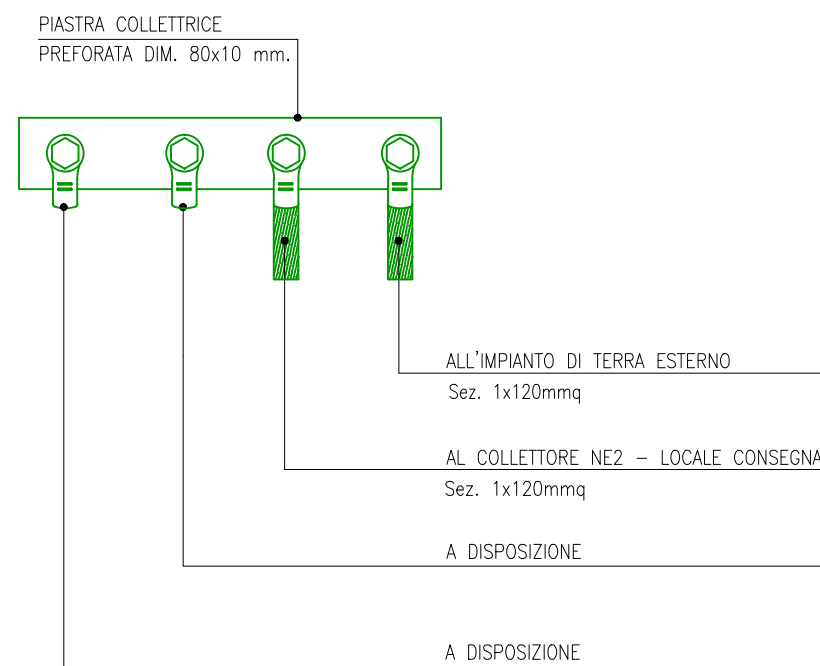 PIASTRA COLLETTRICE
PREFORATA DIM. 80x10 mm.
ALL'IMPIANTO DI TERRA ESTERNO
Sez. 1x120mmq
AL COLLETTORE NE2 – LOCALE CONSEGNA
Sez. 1x120mmq
A DISPOSIZIONE
A DISPOSIZIONE